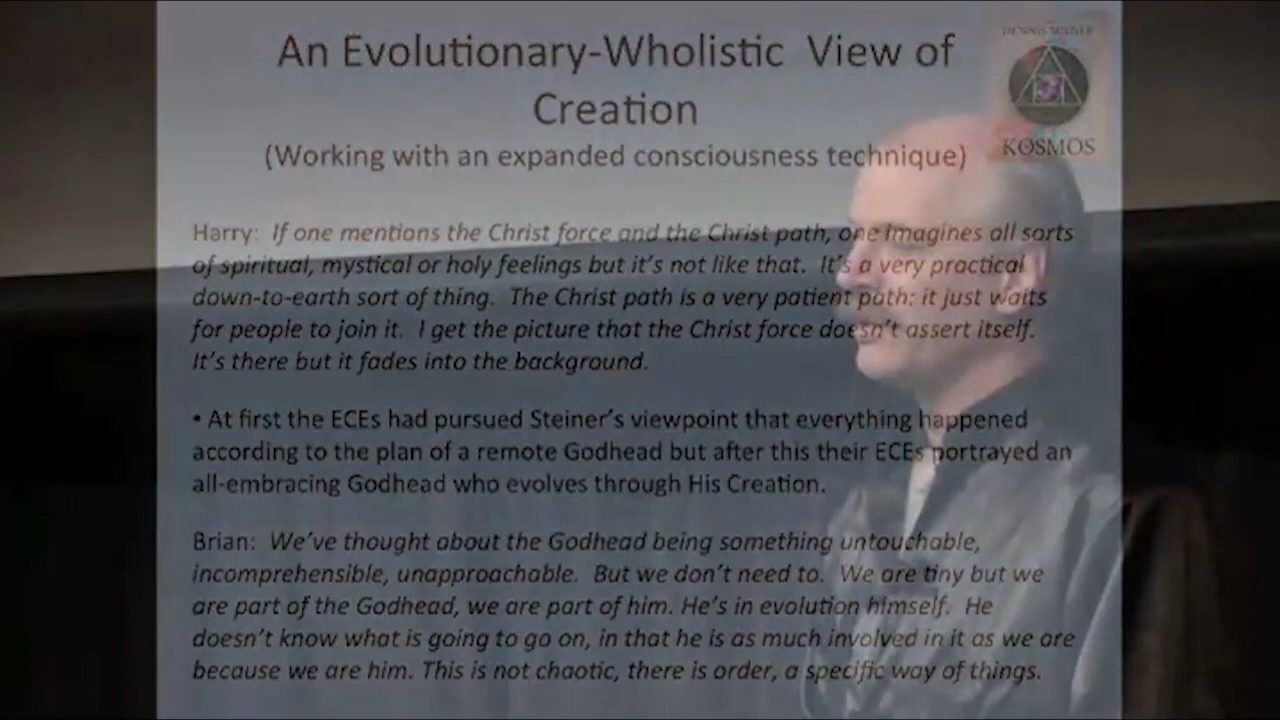 An Evolutionary-Wholistic View of
Creation
(Working with an expanded consciousness technique)
KOSMOS
Harry: If one mentions the Christ force and the Christ path, one imagines all sorts
of spiritual, mystical or holy feelings but it's not like that. It's a very practical
down-to-earth sort of thing. The Christ path is a very patient path: it just waits
for people to join it. I get the picture that the Christ force doesn't assert itself.
It's there but it fades into the background.
• At first the ECEs had pursued Steiner's viewpoint that everything happened
according to the plan of a remote Godhead but after this their ECEs portrayed an
all-embracing Godhead who evolves through His Creation.
Brian: We've thought about the Godhead being something untouchable,
incomprehensible, unapproachable. But we don't need to. We are tiny but we
are part of the Godhead, we are part of him. He's in evolution himself. He
doesn't know what is going to go on, in that he is as much involved in it as we are
because we are him. This is not chaotic, there is order, a specific way of things.